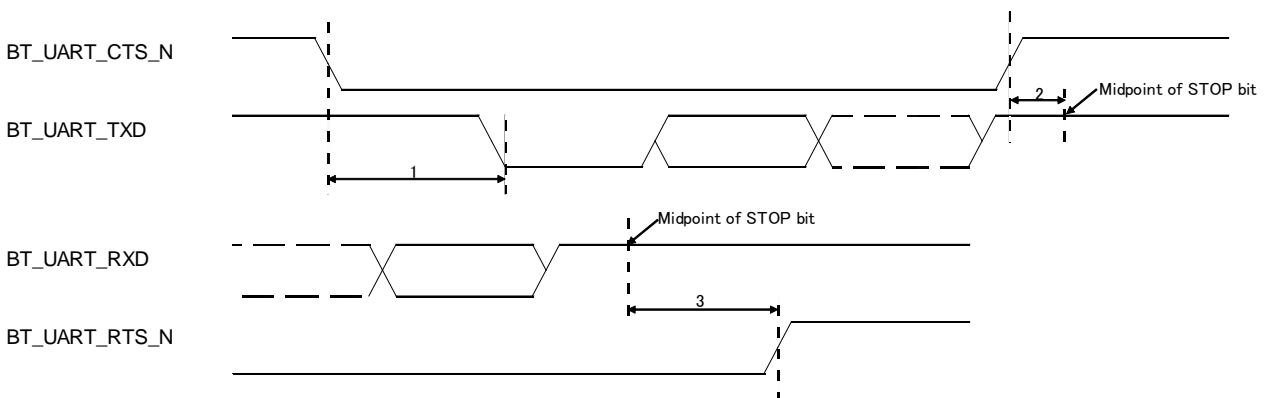 BT_UART_CTS_N
2
Midpoint of STOP bit
BT_UART_TXD
1
Midpoint of STOP bit
BT_UART_RXD
3
BT_UART_RTS_N